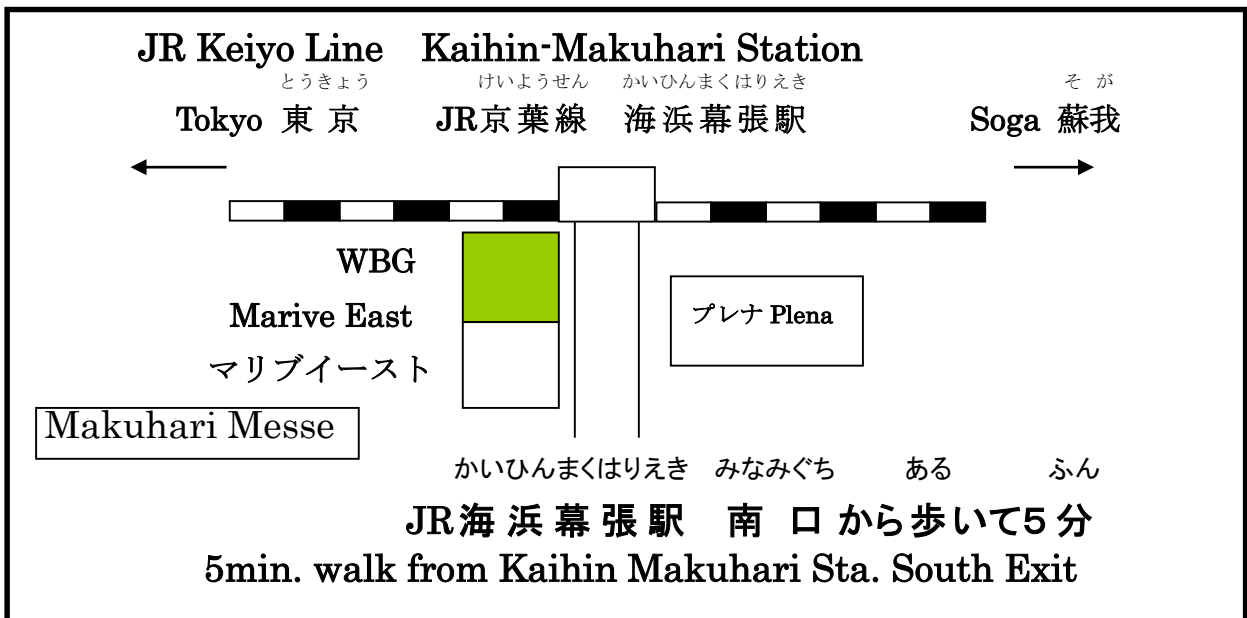 JR Keiyo Line Kaihin-Makuhari Station
とうきょう けいようせん かいひんまくはりえき そ が
Tokyo 東 京 JR京葉線 海浜幕張駅 Soga 蘇我
WBG
Marive East
マリブイースト
プレナ Plena
Makuhari Messe
かいひんまくはりえき みなみぐち ある ふん
JR海 浜 幕 張 駅 南 口 から歩いて5 分
5min. walk from Kaihin Makuhari Sta. South Exit